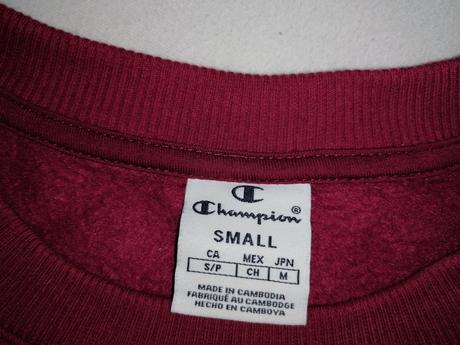 Champion®
SMALL
CA MEX JPN
S/P CH M
MADE IN CAMBODIA
FABRIQUÉ AU CAMBODGE
HECHO EN CAMBOYA